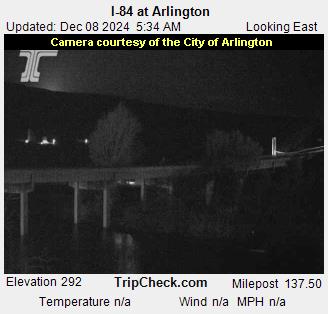 I-84 at Arlington
Updated: Dec 08 2024 5:34 AM Looking East
Camera courtesy of the City of Arlington
Elevation 292 TripCheck.com Milepost 137.50
Temperature n/a Wind n/a MPH n/a